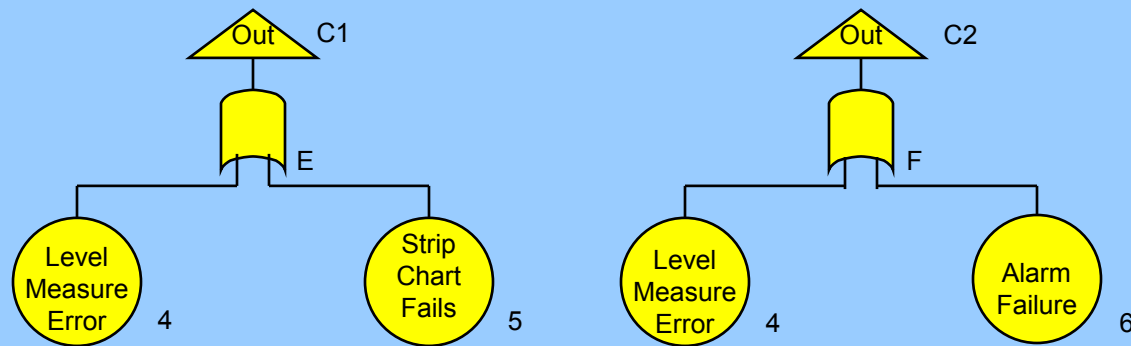 Out
C1
E
Level
Measure
Error
4
Strip
Chart
Fails
5
Out
C2
F
Level
Measure
Error
4
Alarm
Failure
6